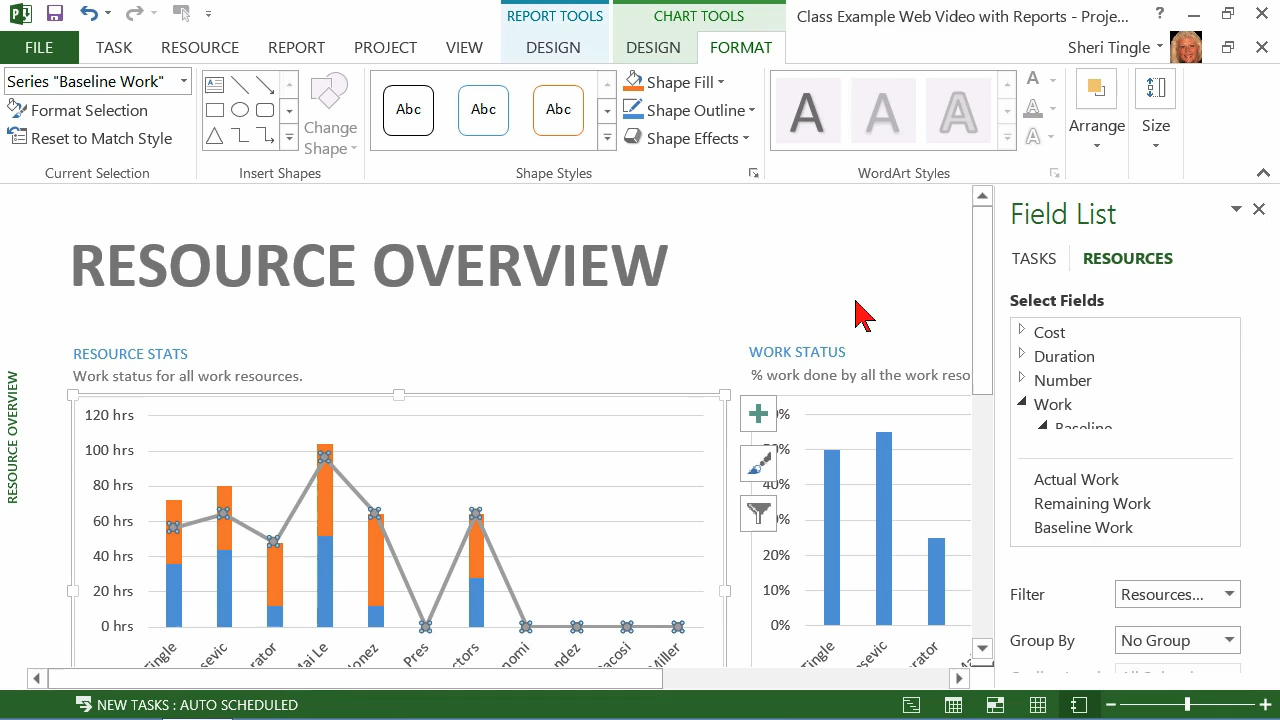 REPORT TOOLS
CHART TOOLS
Class Example Web Video with Reports - Proje...
?
FILE
TASK
RESOURCE
REPORT
PROJECT
VIEW
DESIGN
DESIGN
FORMAT
Sheri Tingle
Series "Baseline Work"
Format Selection
Reset to Match Style
Current Selection
Change
Shape
Insert Shapes
Abc
Abc
Abc
Shape Fill
Shape Outline
Shape Effects
Shape Styles
A
A
A
A
A
A
WordArt Styles
Arrange
Size
RESOURCE OVERVIEW
RESOURCE OVERVIEW
RESOURCE STATS
Work status for all work resources.
120 hrs
100 hrs
80 hrs
60 hrs
40 hrs
20 hrs
0 hrs
Tingle
sevic
rator
ai Le
onez
Pres
ctors
nomi
ndez
acosi
Miller
WORK STATUS
% work done by all the work reso
0%
40%
20%
10%
0%
Tingle
sevic
rator
Field List
TASKS
RESOURCES
Select Fields
Cost
Duration
Number
Work
Baseline
Actual Work
Remaining Work
Baseline Work
Filter
Resources...
Group By
No Group
NEW TASKS : AUTO SCHEDULED